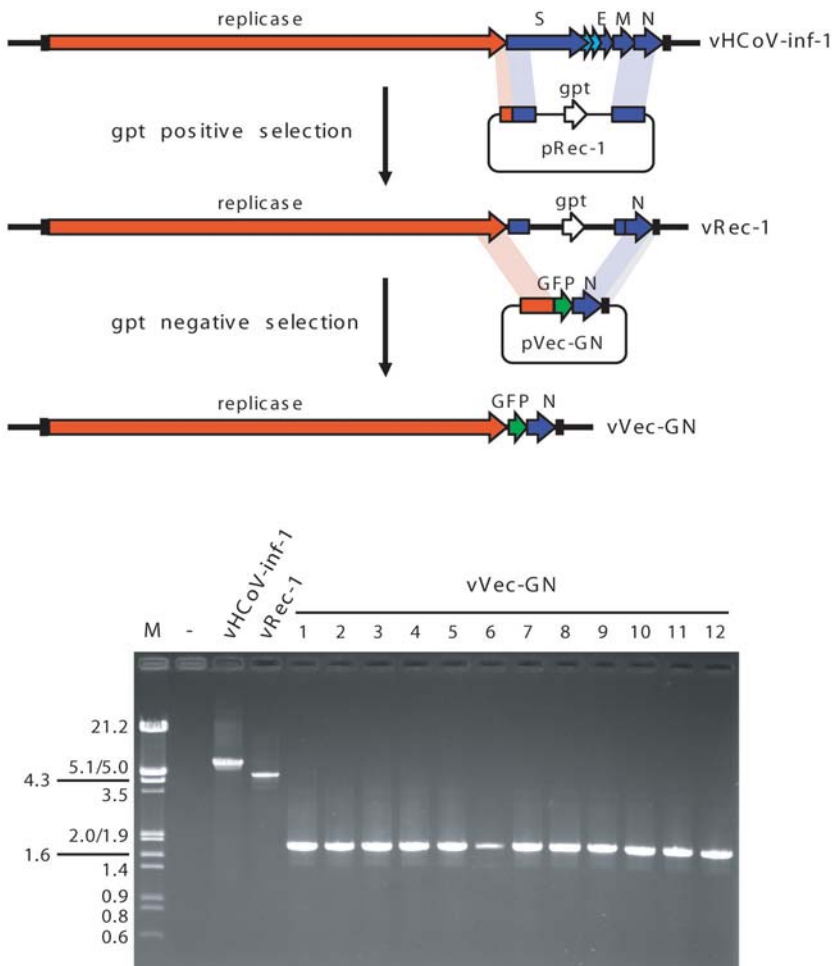 replicase S E M N
vHCoV-inf-1
gpt
gpt positive selection
pRec-1
replicase gpt N
vRec-1
GFP N
gpt negative selection
pVec-GN
replicase GFP N
vVec-GN
vHCoV-inf-1
vRec-1
vVec-GN
M - 1 2 3 4 5 6 7 8 9 10 11 12
21.2
5.1/5.0
4.3
3.5
2.0/1.9
1.6
1.4
0.9
0.8
0.6